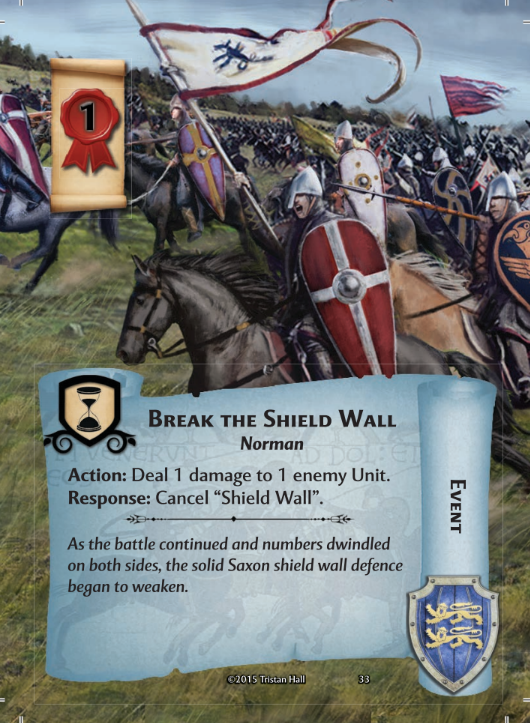 1
BREAK THE SHIELD WALL
Norman
Action: Deal 1 damage to 1 enemy Unit.
Response: Cancel “Shield Wall”.
As the battle continued and numbers dwindled
on both sides, the solid Saxon shield wall defence
began to weaken.
EVENT
©2015 Tristan Hall
33